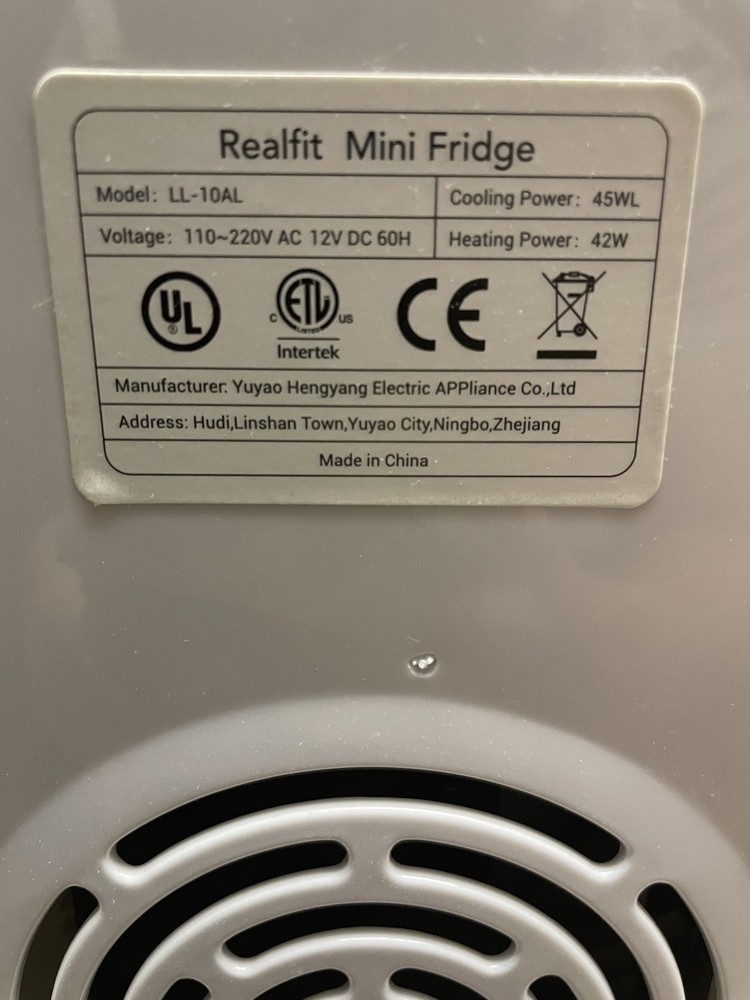 Realfit Mini Fridge
Model: LL-10AL
Cooling Power: 45WL
Voltage: 110~220V AC 12V DC 60H
Heating Power: 42W
UL ®
c ETL us
LISTED
CE
Intertek
Manufacturer: Yuyao Hengyang Electric APPliance Co.,Ltd
Address: Hudi,Linshan Town,Yuyao City,Ningbo,Zhejiang
Made in China